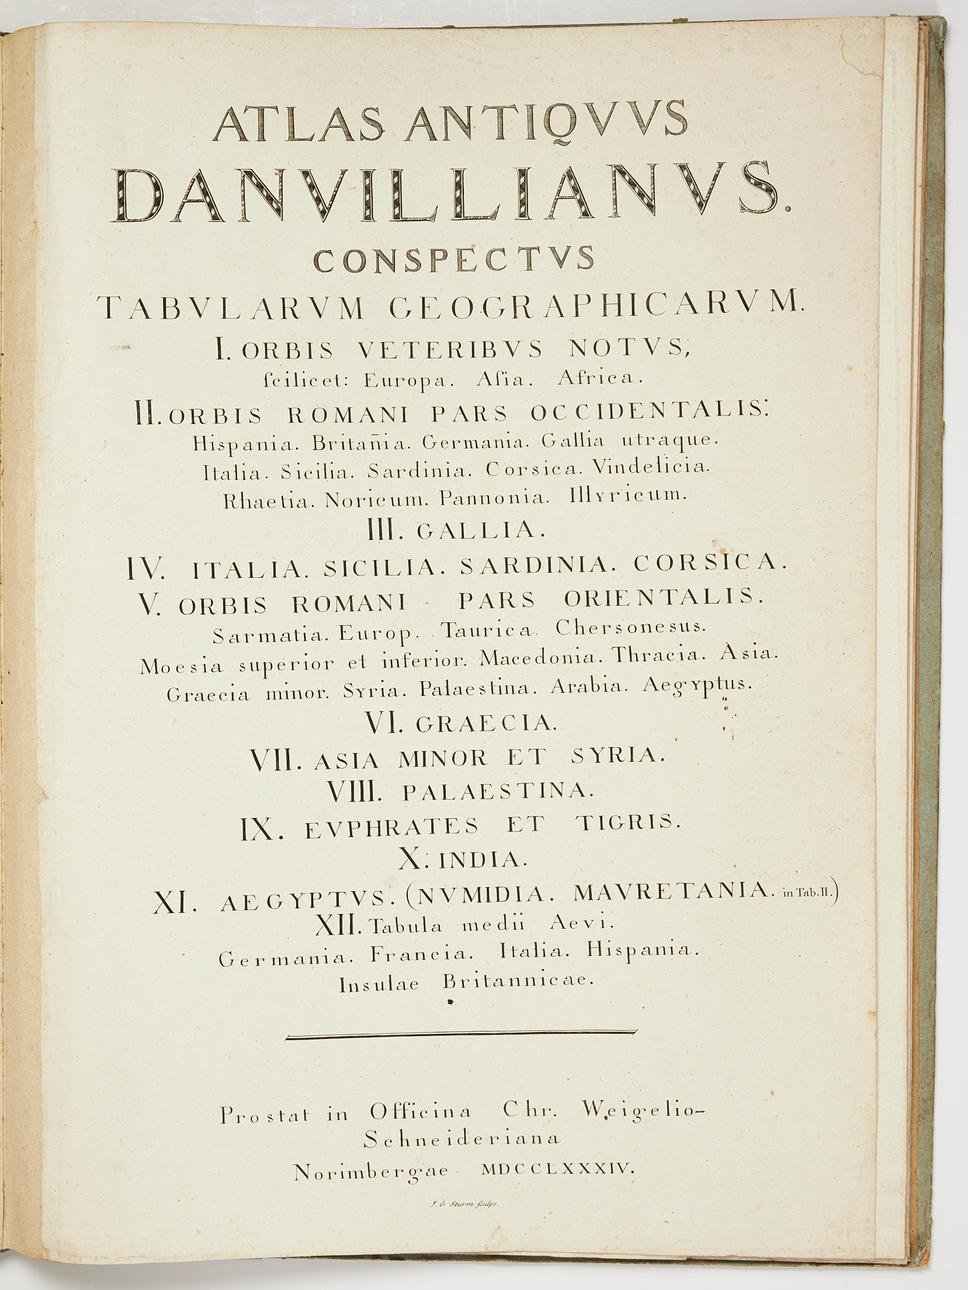 ATLAS ANTIQVVS
DANVILLIANVS.
CONSPECTVS
TABVLARVM GEOGRAPHICARVM.
I. ORBIS VETERIBVS NOTVS,
ſcilicet: Europa. Aſia. Africa.
II. ORBIS ROMANI PARS OCCIDENTALIS:
Hispania. Britan̄ia. Germania. Gallia utraque.
Italia. Sicilia. Sardinia. Corsica. Vindelicia.
Rhaetia. Noricum. Pannonia. Illyricum.
III. GALLIA.
IV. ITALIA. SICILIA. SARDINIA. CORSICA.
V. ORBIS ROMANI PARS ORIENTALIS.
Sarmatia. Europ. Taurica. Chersonesus.
Moesia superior et inferior. Macedonia. Thracia. Asia.
Graecia minor. Syria. Palaestina. Arabia. Aegyptus.
VI. GRAECIA.
VII. ASIA MINOR ET SYRIA.
VIII. PALAESTINA.
IX. EVPHRATES ET TIGRIS.
X. INDIA.
XI. AEGYPTVS. (NVMIDIA. MAVRETANIA. in Tab. II.)
XII. Tabula medii Aevi.
Germania. Francia. Italia. Hispania.
Insulae Britannicae.
Prostat in Officina Chr. Weigelio-
Schneideriana
Norimbergae MDCCLXXXIV.
J. G. Sturm ſculps.